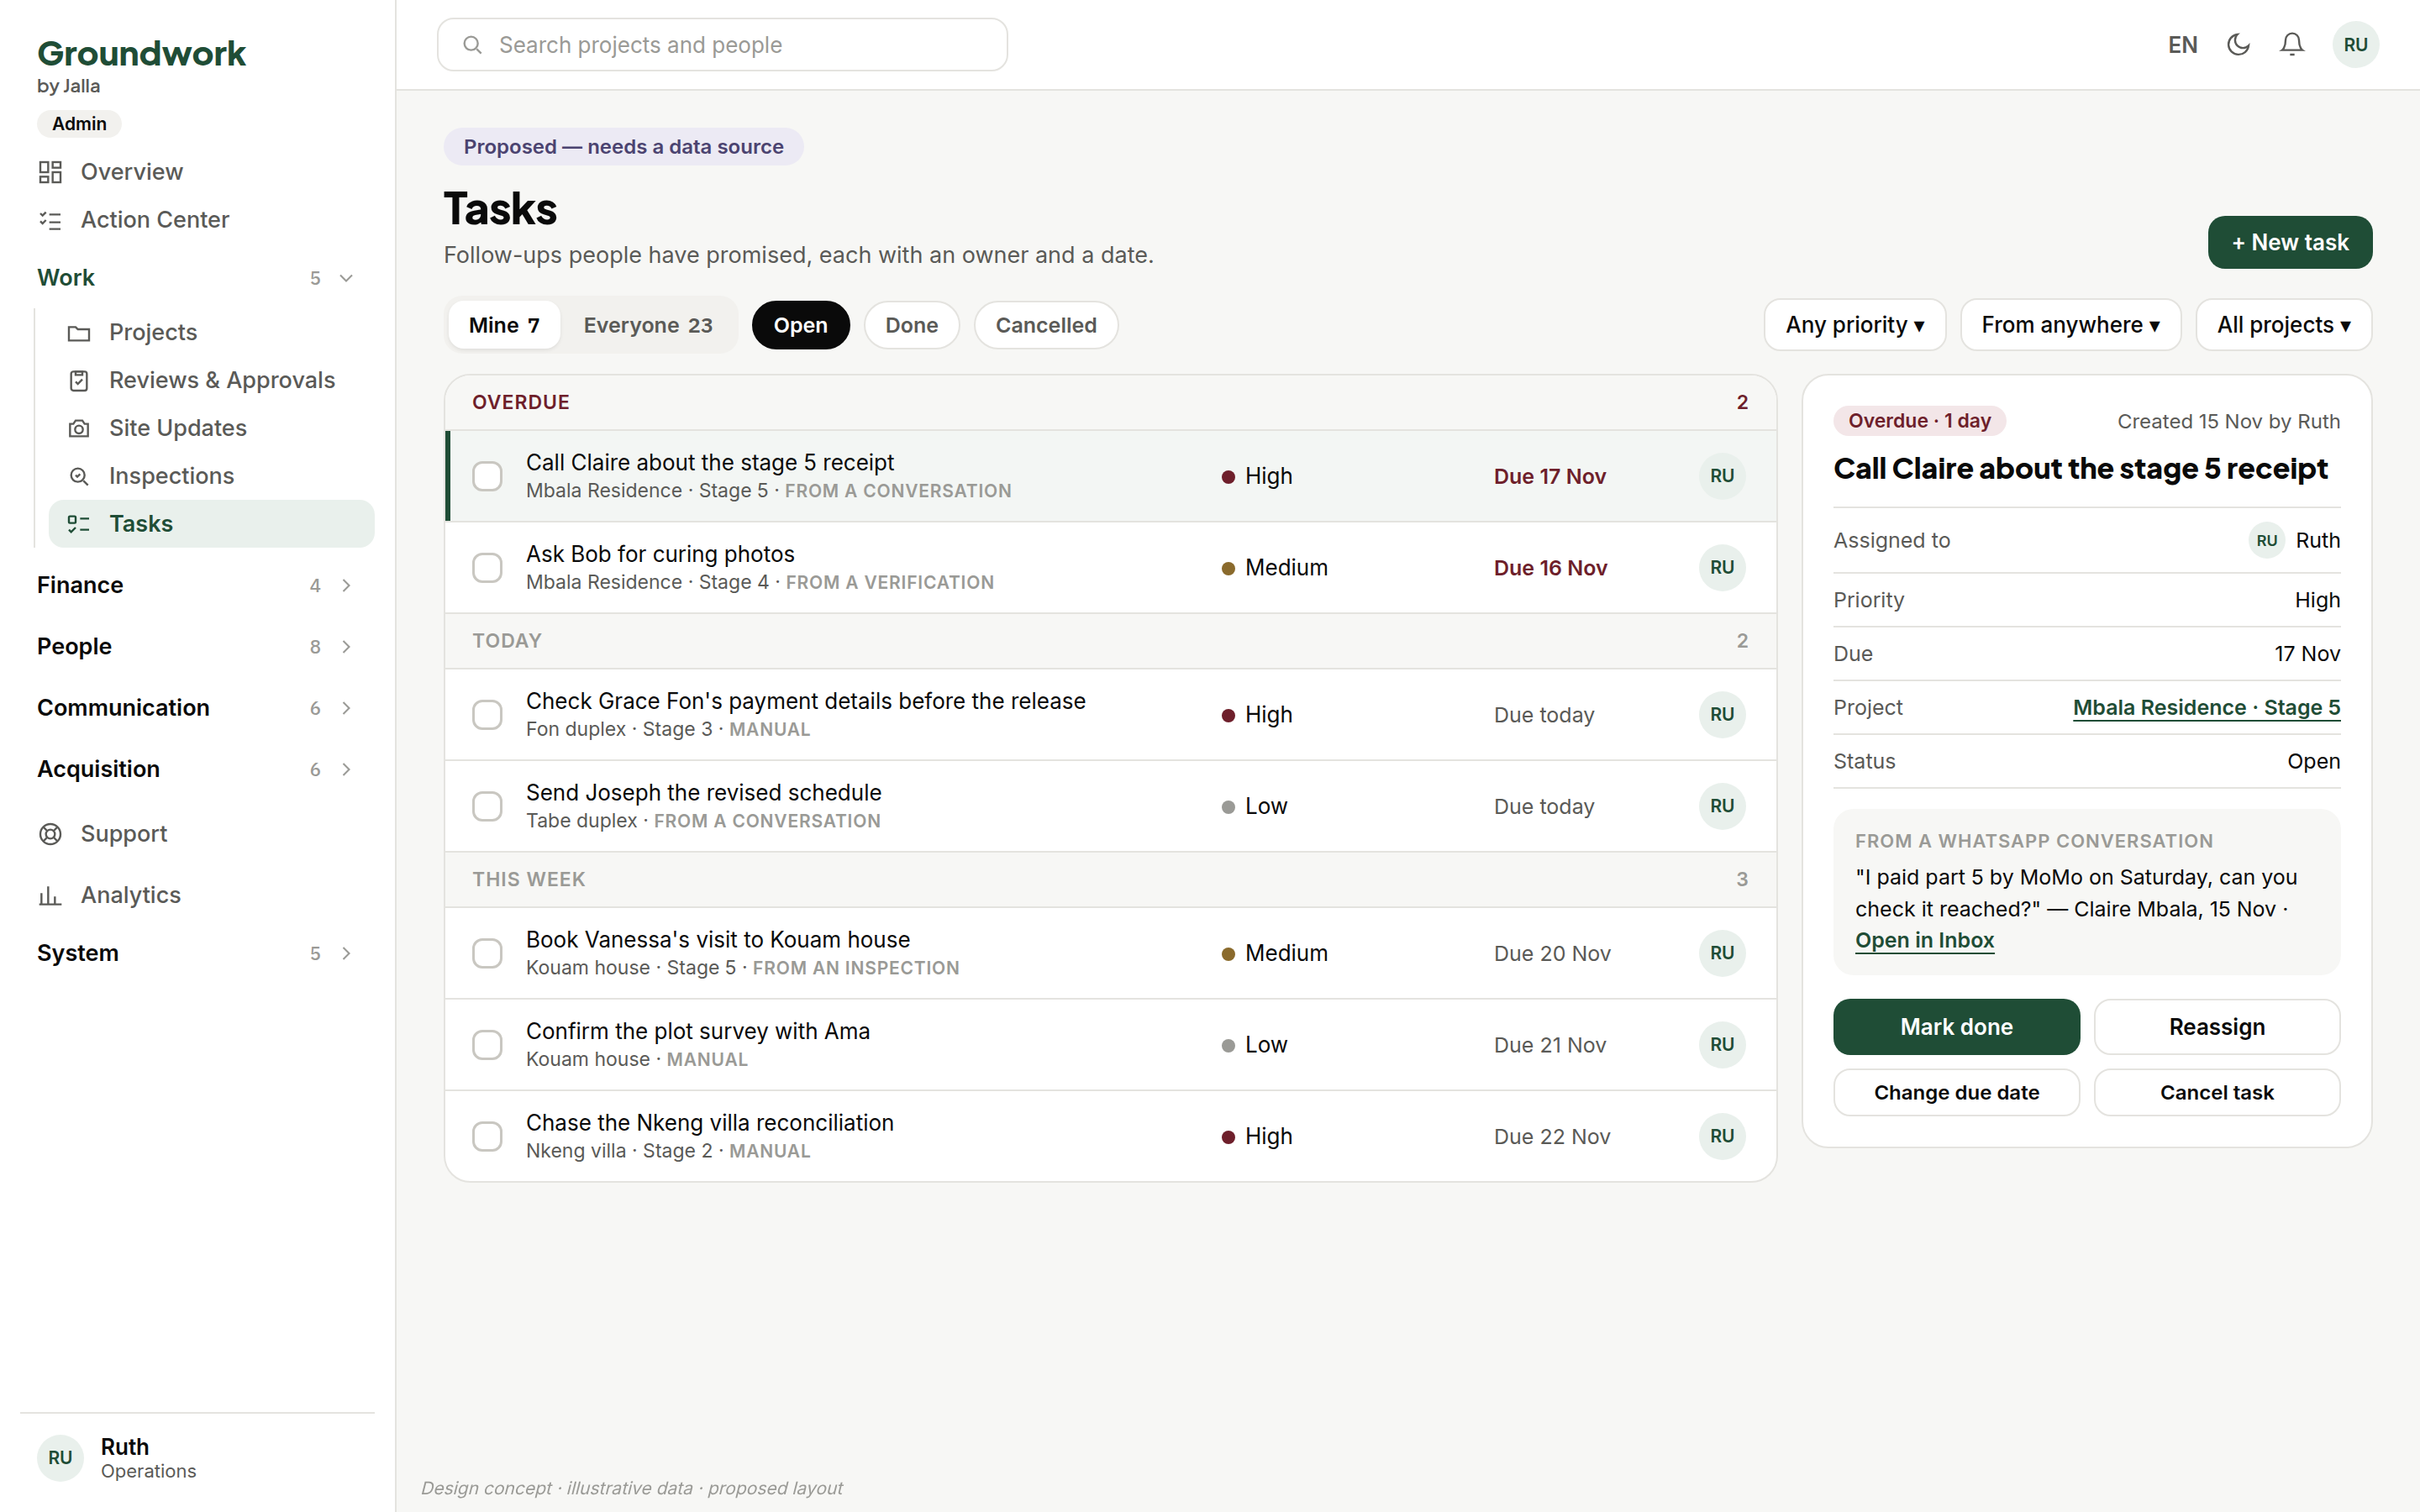 Groundwork
by Jalla
Admin
Overview
Action Center
Work 5
Projects
Reviews & Approvals
Site Updates
Inspections
Tasks
Finance 4
People 8
Communication 6
Acquisition 6
Support
Analytics
System 5
RU Ruth
Operations
Search projects and people
EN RU
Proposed — needs a data source
Tasks
Follow-ups people have promised, each with an owner and a date.
+ New task
Mine 7 Everyone 23 Open Done Cancelled Any priority ▾ From anywhere ▾ All projects ▾
OVERDUE 2
Call Claire about the stage 5 receipt
Mbala Residence · Stage 5 · FROM A CONVERSATION
High Due 17 Nov RU
Ask Bob for curing photos
Mbala Residence · Stage 4 · FROM A VERIFICATION
Medium Due 16 Nov RU
TODAY 2
Check Grace Fon's payment details before the release
Fon duplex · Stage 3 · MANUAL
High Due today RU
Send Joseph the revised schedule
Tabe duplex · FROM A CONVERSATION
Low Due today RU
THIS WEEK 3
Book Vanessa's visit to Kouam house
Kouam house · Stage 5 · FROM AN INSPECTION
Medium Due 20 Nov RU
Confirm the plot survey with Ama
Kouam house · MANUAL
Low Due 21 Nov RU
Chase the Nkeng villa reconciliation
Nkeng villa · Stage 2 · MANUAL
High Due 22 Nov RU
Overdue · 1 day Created 15 Nov by Ruth
Call Claire about the stage 5 receipt
Assigned to RU Ruth
Priority High
Due 17 Nov
Project Mbala Residence · Stage 5
Status Open
FROM A WHATSAPP CONVERSATION
"I paid part 5 by MoMo on Saturday, can you
check it reached?" — Claire Mbala, 15 Nov ·
Open in Inbox
Mark done Reassign
Change due date Cancel task
Design concept · illustrative data · proposed layout